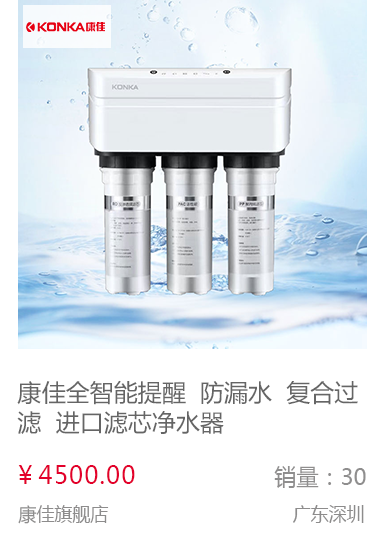 KONKA康佳
KONKA
康佳全智能提醒 防漏水 复合过
滤 进口滤芯净水器
¥4500.00
销量：30
康佳旗舰店
广东深圳